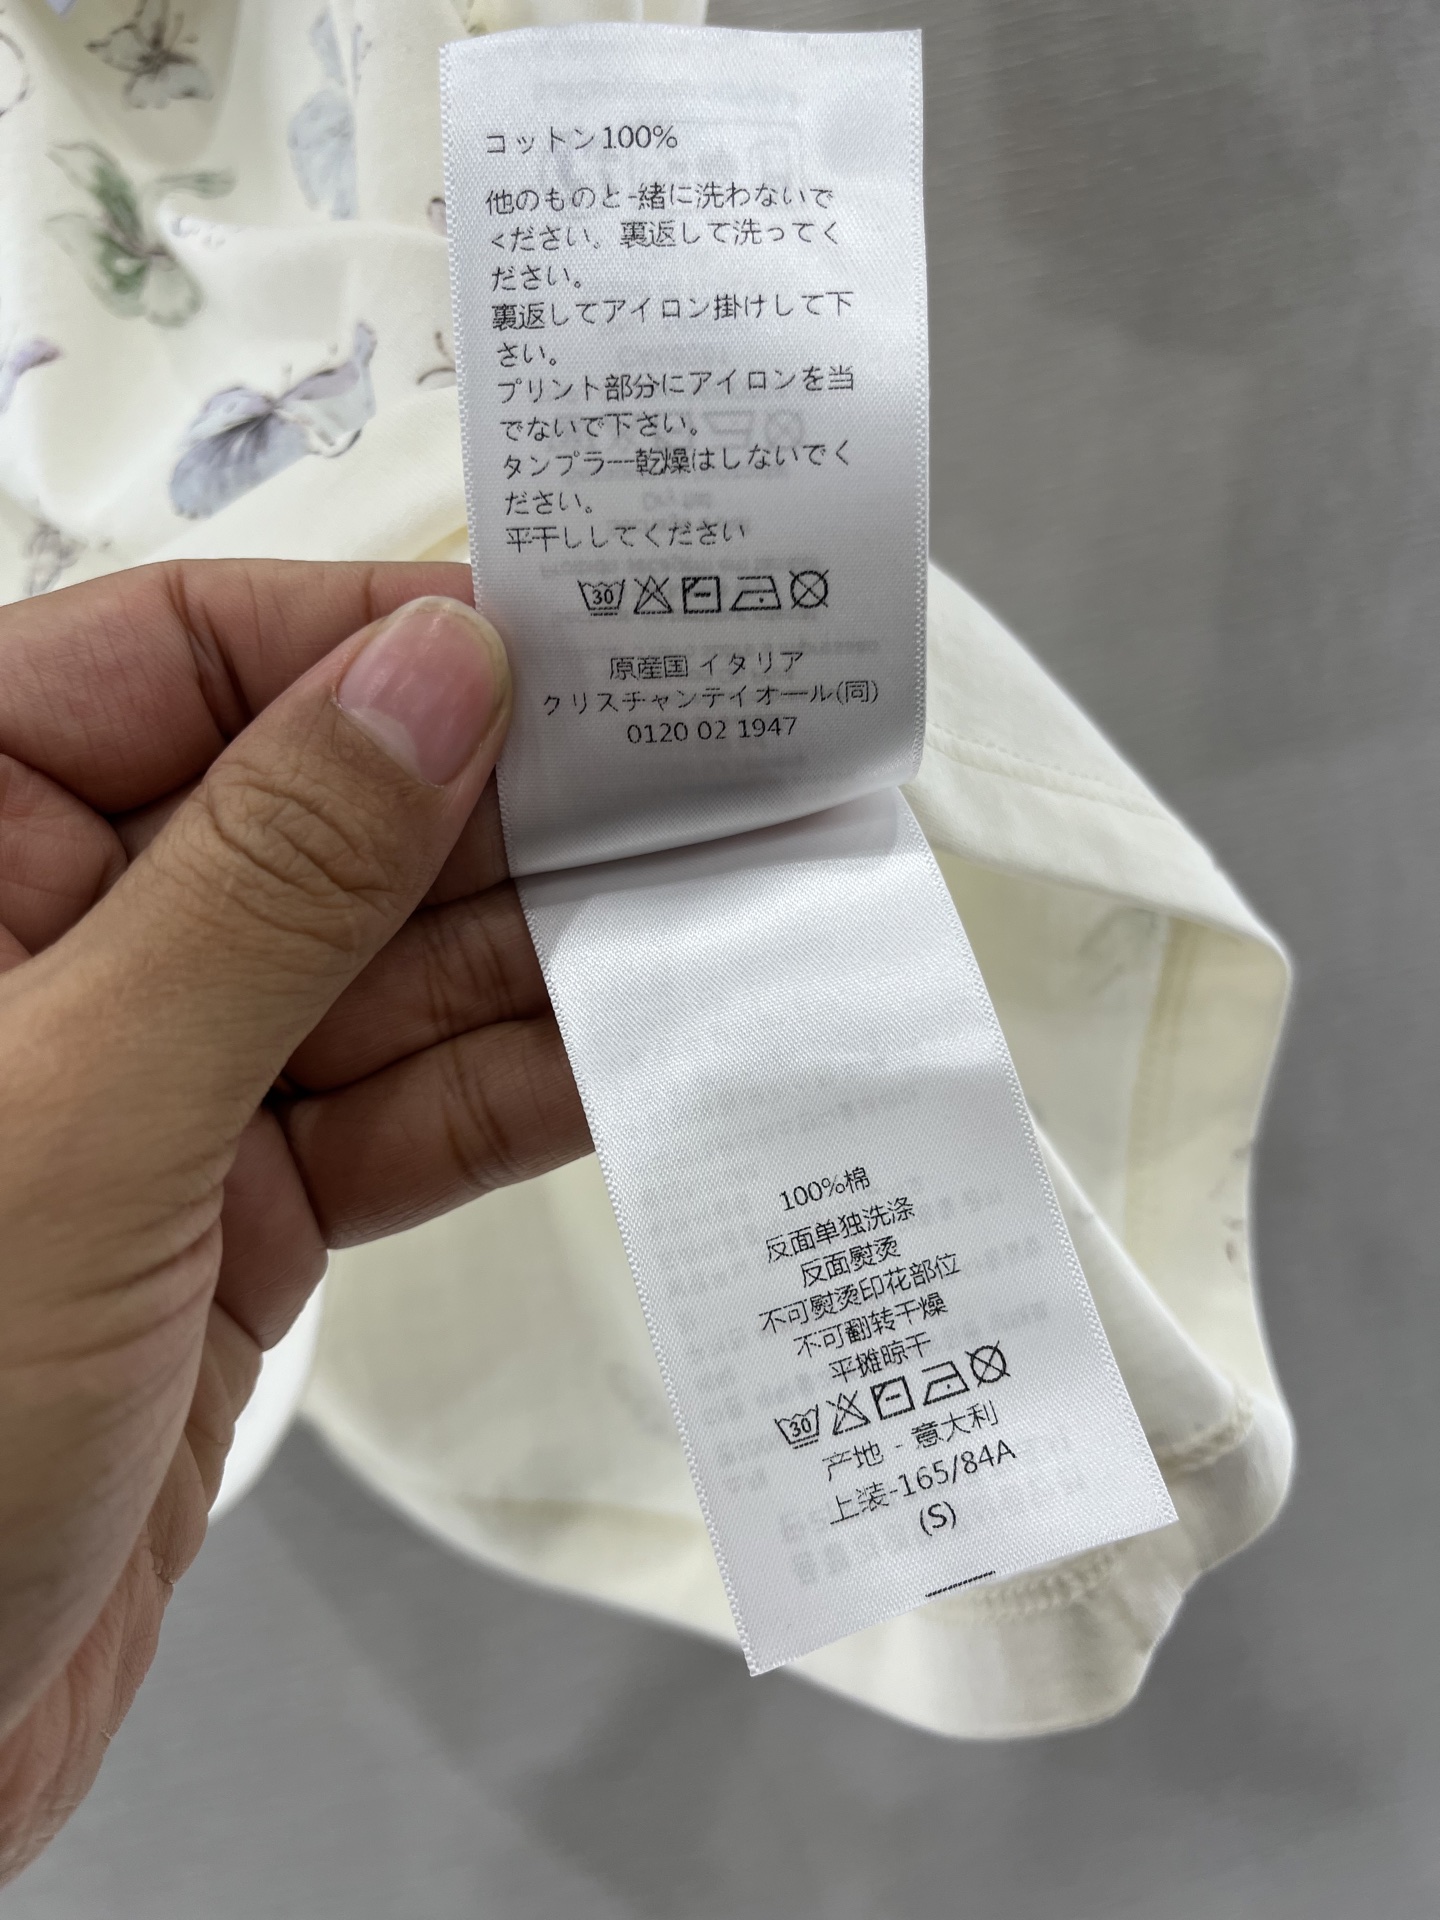 コットン100%
他のものと-緒に洗わないで
<ださい。裏返して洗ってく
ださい。
裏返してアイロン掛けして下
さい。
プリント部分にアイロンを当
でないで下さい。
タンプラー乾燥はしないでく
ださい。
平干ししてください
30
原産国 イタリア
クリスチャンテイオール(同)
0120 02 1947
100%棉
反面单独洗涤
反面熨烫
不可熨烫印花部位
不可翻转干燥
平摊晾干
30
产地 - 意大利
上装-165/84A
(S)